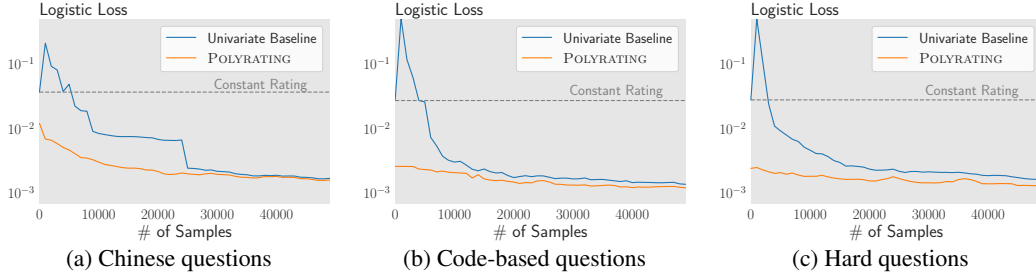 Logistic Loss
Univariate Baseline
POLYRATING
Constant Rating
10⁻¹
10⁻²
10⁻³
0 10000 20000 30000 40000
# of Samples
(a) Chinese questions
Logistic Loss
Univariate Baseline
POLYRATING
Constant Rating
10⁻¹
10⁻²
10⁻³
0 10000 20000 30000 40000
# of Samples
(b) Code-based questions
Logistic Loss
Univariate Baseline
POLYRATING
Constant Rating
10⁻¹
10⁻²
10⁻³
0 10000 20000 30000 40000
# of Samples
(c) Hard questions